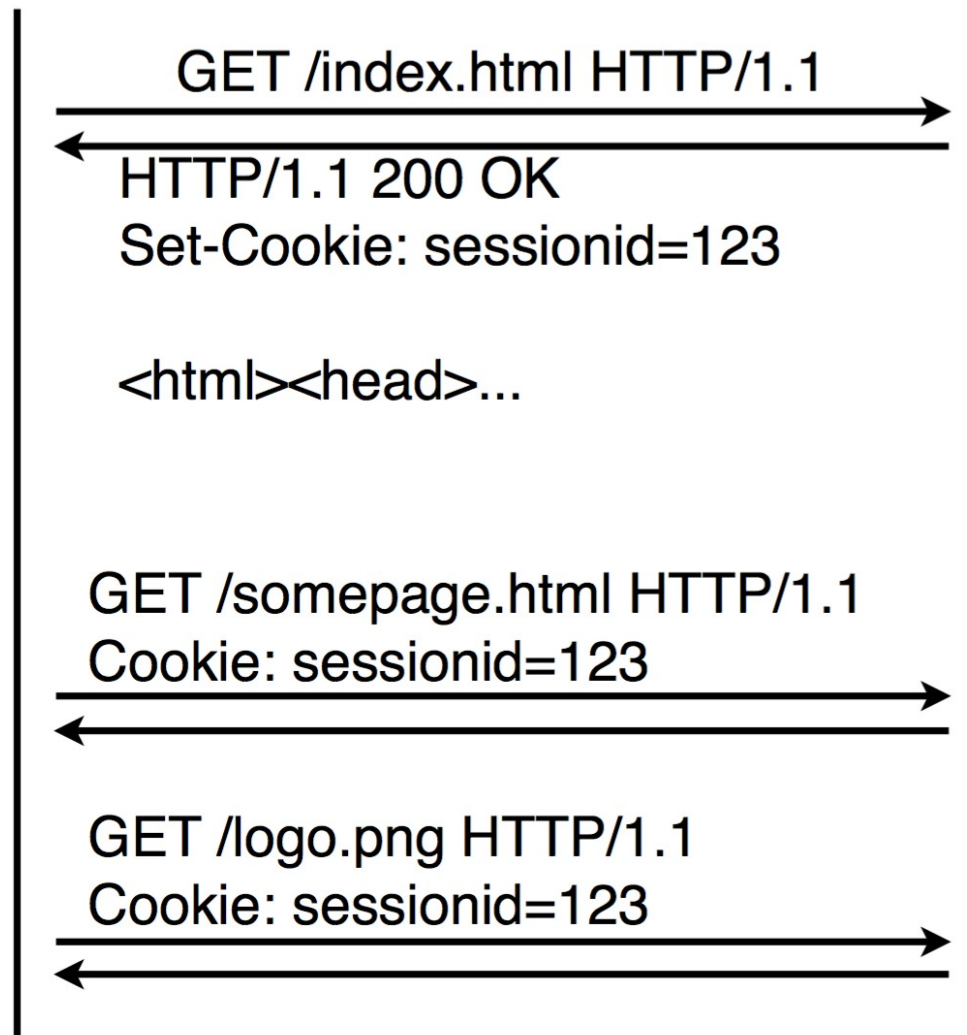 GET /index.html HTTP/1.1
HTTP/1.1 200 OK
Set-Cookie: sessionid=123
<html><head>...
GET /somepage.html HTTP/1.1
Cookie: sessionid=123
GET /logo.png HTTP/1.1
Cookie: sessionid=123